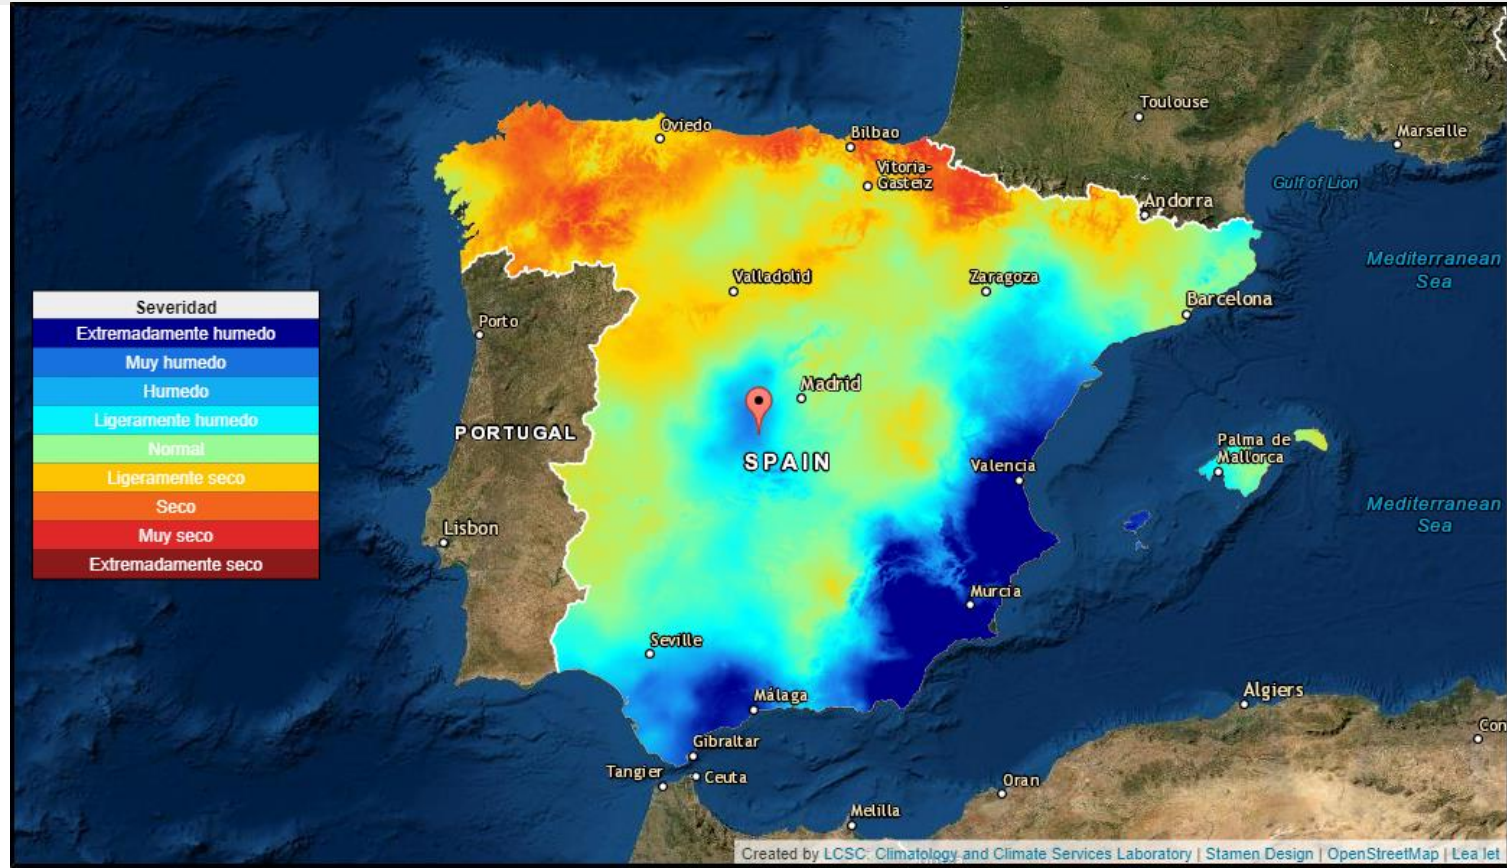 Toulouse
Marseille
Oviedo
Bilbao
Vitoria-
Gasteiz
Gulf of Lion
Andorra
Mediterranean
Sea
Valladolid
Zaragoza
Barcelona
Severidad
Extremadamente humedo
Muy humedo
Humedo
Ligeramente humedo
Normal
Ligeramente seco
Seco
Muy seco
Extremadamente seco
Porto
Madrid
PORTUGAL
SPAIN
Valencia
Palma de
Mallorca
Mediterranean
Sea
Lisbon
Murcia
Seville
Málaga
Algiers
Con
Gibraltar
Tangier
Ceuta
Oran
Melilla
Created by LCSC: Climatology and Climate Services Laboratory | Stamen Design | OpenStreetMap | Lea let